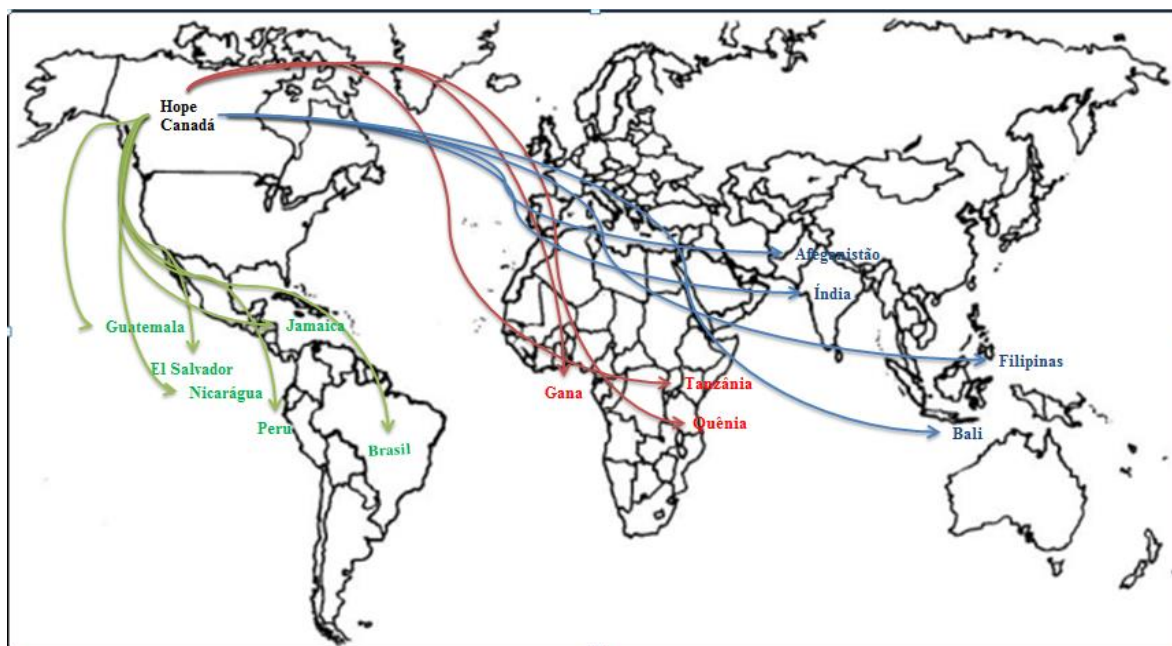 Hope
Canadá
Afeganistão
Índia
Guatemala
Jamaica
El Salvador
Nicarágua
Filipinas
Gana
Tanzânia
Peru
Quênia
Brasil
Bali